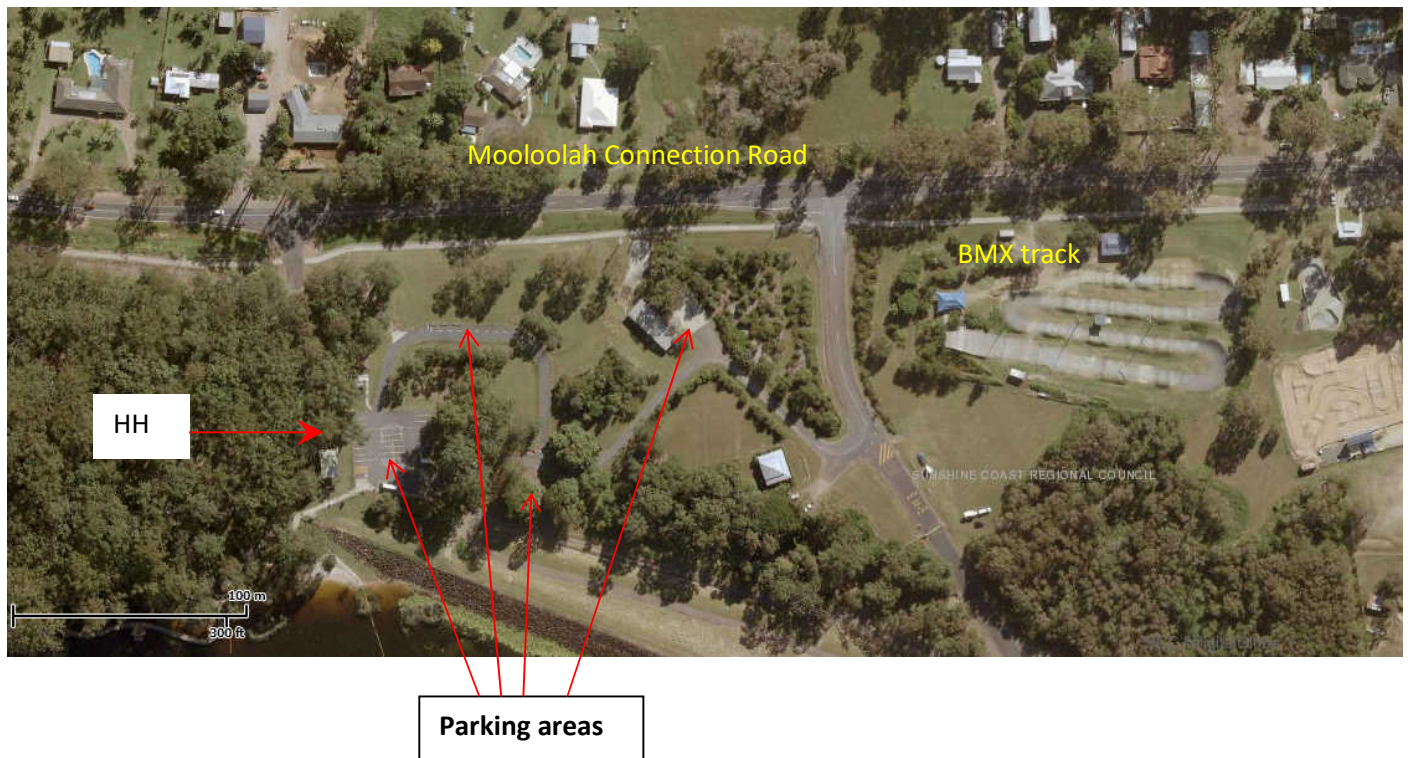 Mooloolah Connection Road
BMX track
HH
SUNSHINE COAST REGIONAL COUNCIL
100 m
300 ft
Parking areas